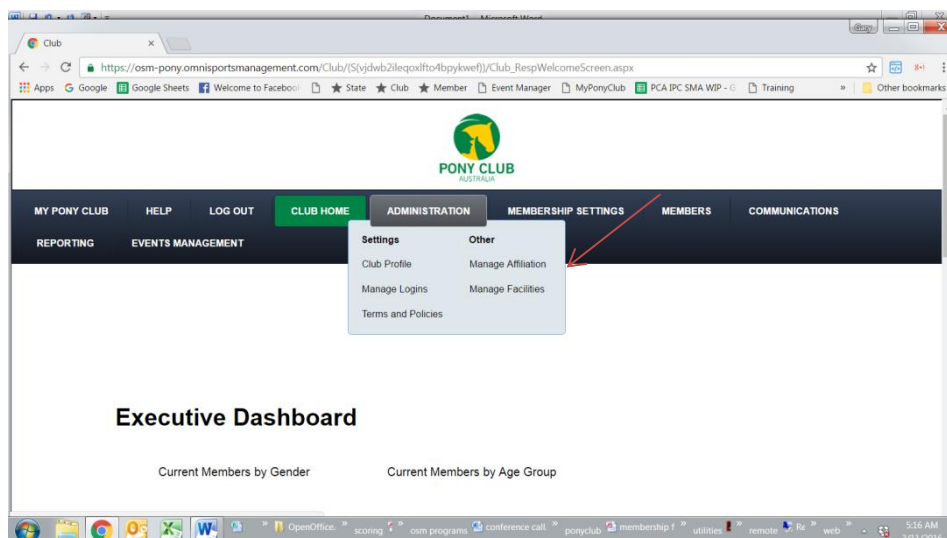 Document1 - Microsoft Word
Gary
Club
https://osm-pony.omnisportsmanagement.com/Club/(S(vjdwb2ileqoxlfto4bpykwef))/Club_RespWelcomeScreen.aspx
Apps Google Google Sheets Welcome to Faceboo State Club Member Event Manager MyPonyClub PCA IPC SMA WIP - G Training » Other bookmarks
PONY CLUB
AUSTRALIA
MY PONY CLUB HELP LOG OUT CLUB HOME ADMINISTRATION MEMBERSHIP SETTINGS MEMBERS COMMUNICATIONS
REPORTING EVENTS MANAGEMENT
Settings Other
Club Profile Manage Affiliation
Manage Logins Manage Facilities
Terms and Policies
Executive Dashboard
Current Members by Gender Current Members by Age Group
» OpenOffice. » scoring » osm programs conference call » ponyclub membership f » utilities » remote Re » web » 5:16 AM